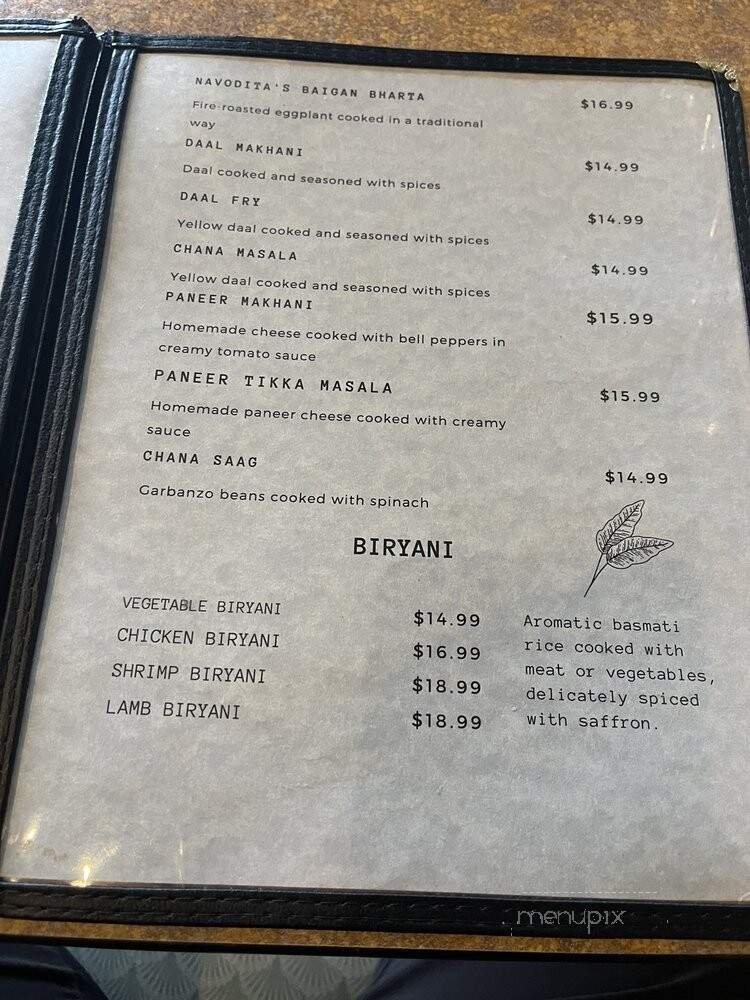 NAVODITA'S BAIGAN BHARTA $16.99
Fire-roasted eggplant cooked in a traditional
way
DAAL MAKHANI $14.99
Daal cooked and seasoned with spices
DAAL FRY $14.99
Yellow daal cooked and seasoned with spices
CHANA MASALA $14.99
Yellow daal cooked and seasoned with spices
PANEER MAKHANI $15.99
Homemade cheese cooked with bell peppers in
creamy tomato sauce
PANEER TIKKA MASALA $15.99
Homemade paneer cheese cooked with creamy
sauce
CHANA SAAG $14.99
Garbanzo beans cooked with spinach
BIRYANI
VEGETABLE BIRYANI $14.99
CHICKEN BIRYANI $16.99
SHRIMP BIRYANI $18.99
LAMB BIRYANI $18.99
Aromatic basmati
rice cooked with
meat or vegetables,
delicately spiced
with saffron.
menupix